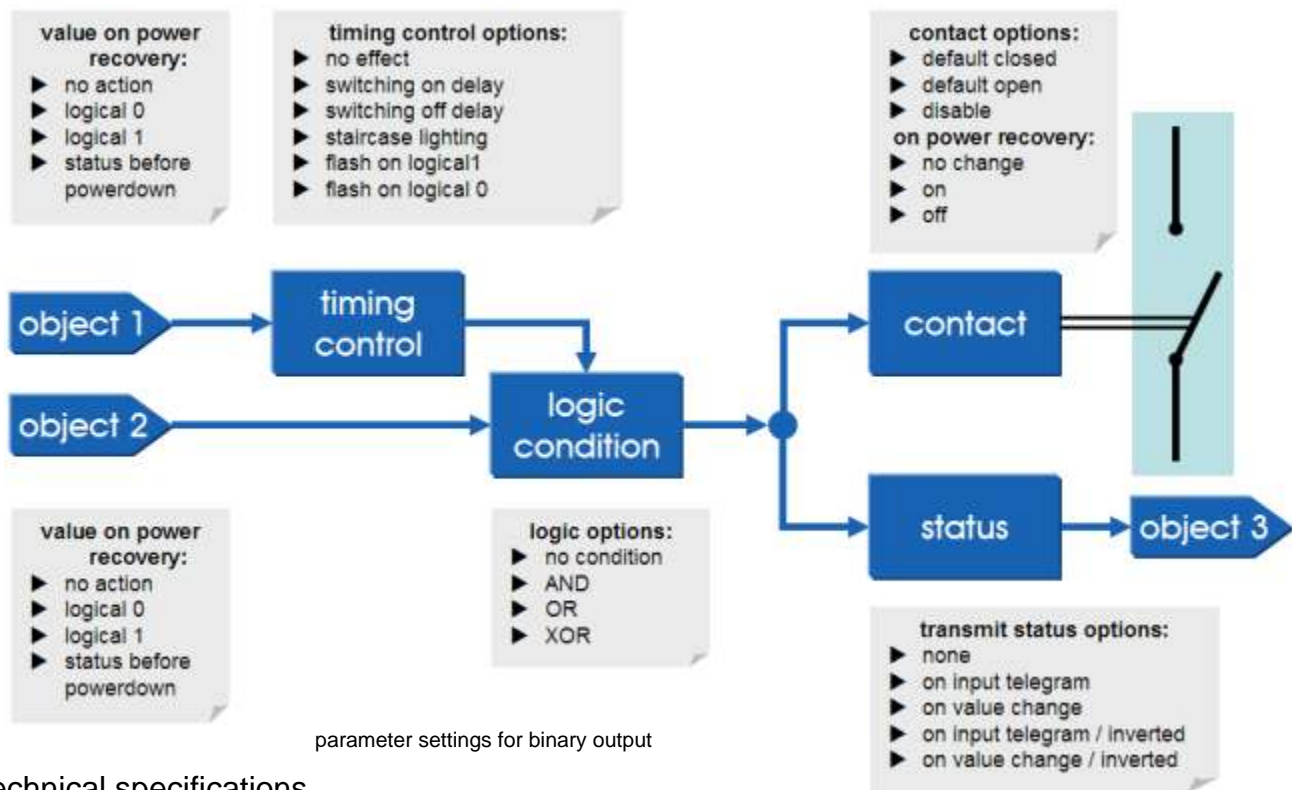 value on power
recovery:
▶ no action
▶ logical 0
▶ logical 1
▶ status before
powerdown
timing control options:
▶ no effect
▶ switching on delay
▶ switching off delay
▶ staircase lighting
▶ flash on logical1
▶ flash on logical 0
contact options:
▶ default closed
▶ default open
▶ disable
on power recovery:
▶ no change
▶ on
▶ off
object 1
timing
control
contact
object 2
logic
condition
status
object 3
value on power
recovery:
▶ no action
▶ logical 0
▶ logical 1
▶ status before
powerdown
logic options:
▶ no condition
▶ AND
▶ OR
▶ XOR
transmit status options:
▶ none
▶ on input telegram
▶ on value change
▶ on input telegram / inverted
▶ on value change / inverted
parameter settings for binary output
echnical specifications